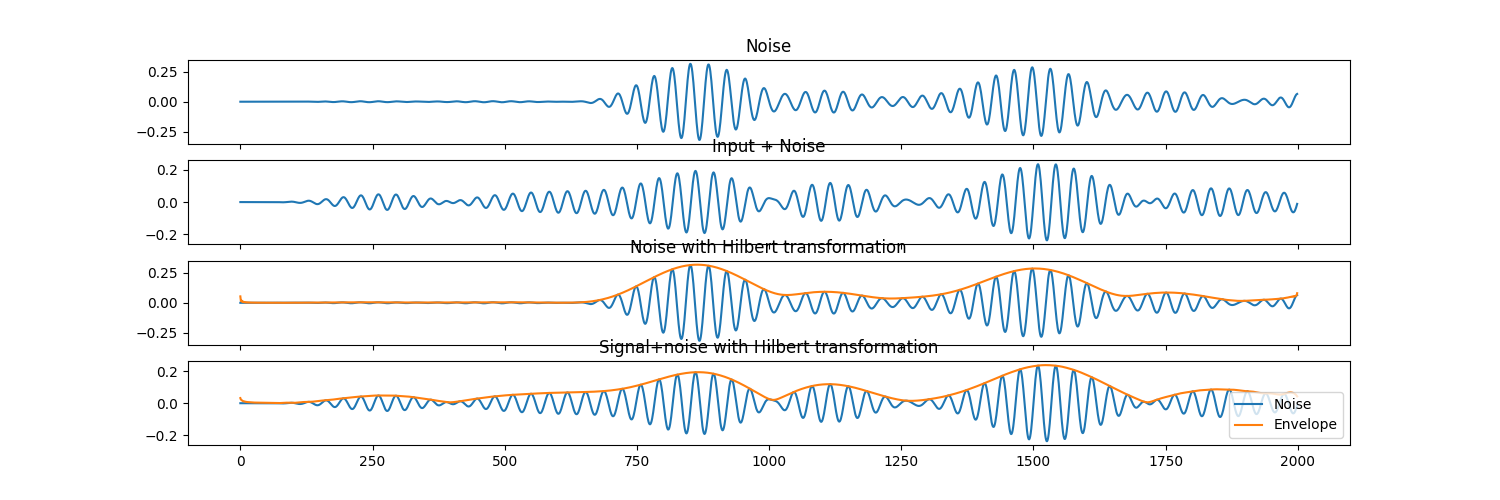 Noise
0.25
0.00
−0.25
Input + Noise
0.2
0.0
−0.2
Noise with Hilbert transformation
0.25
0.00
−0.25
Signal+noise with Hilbert transformation
0.2
0.0
−0.2
Noise
Envelope
0 250 500 750 1000 1250 1500 1750 2000